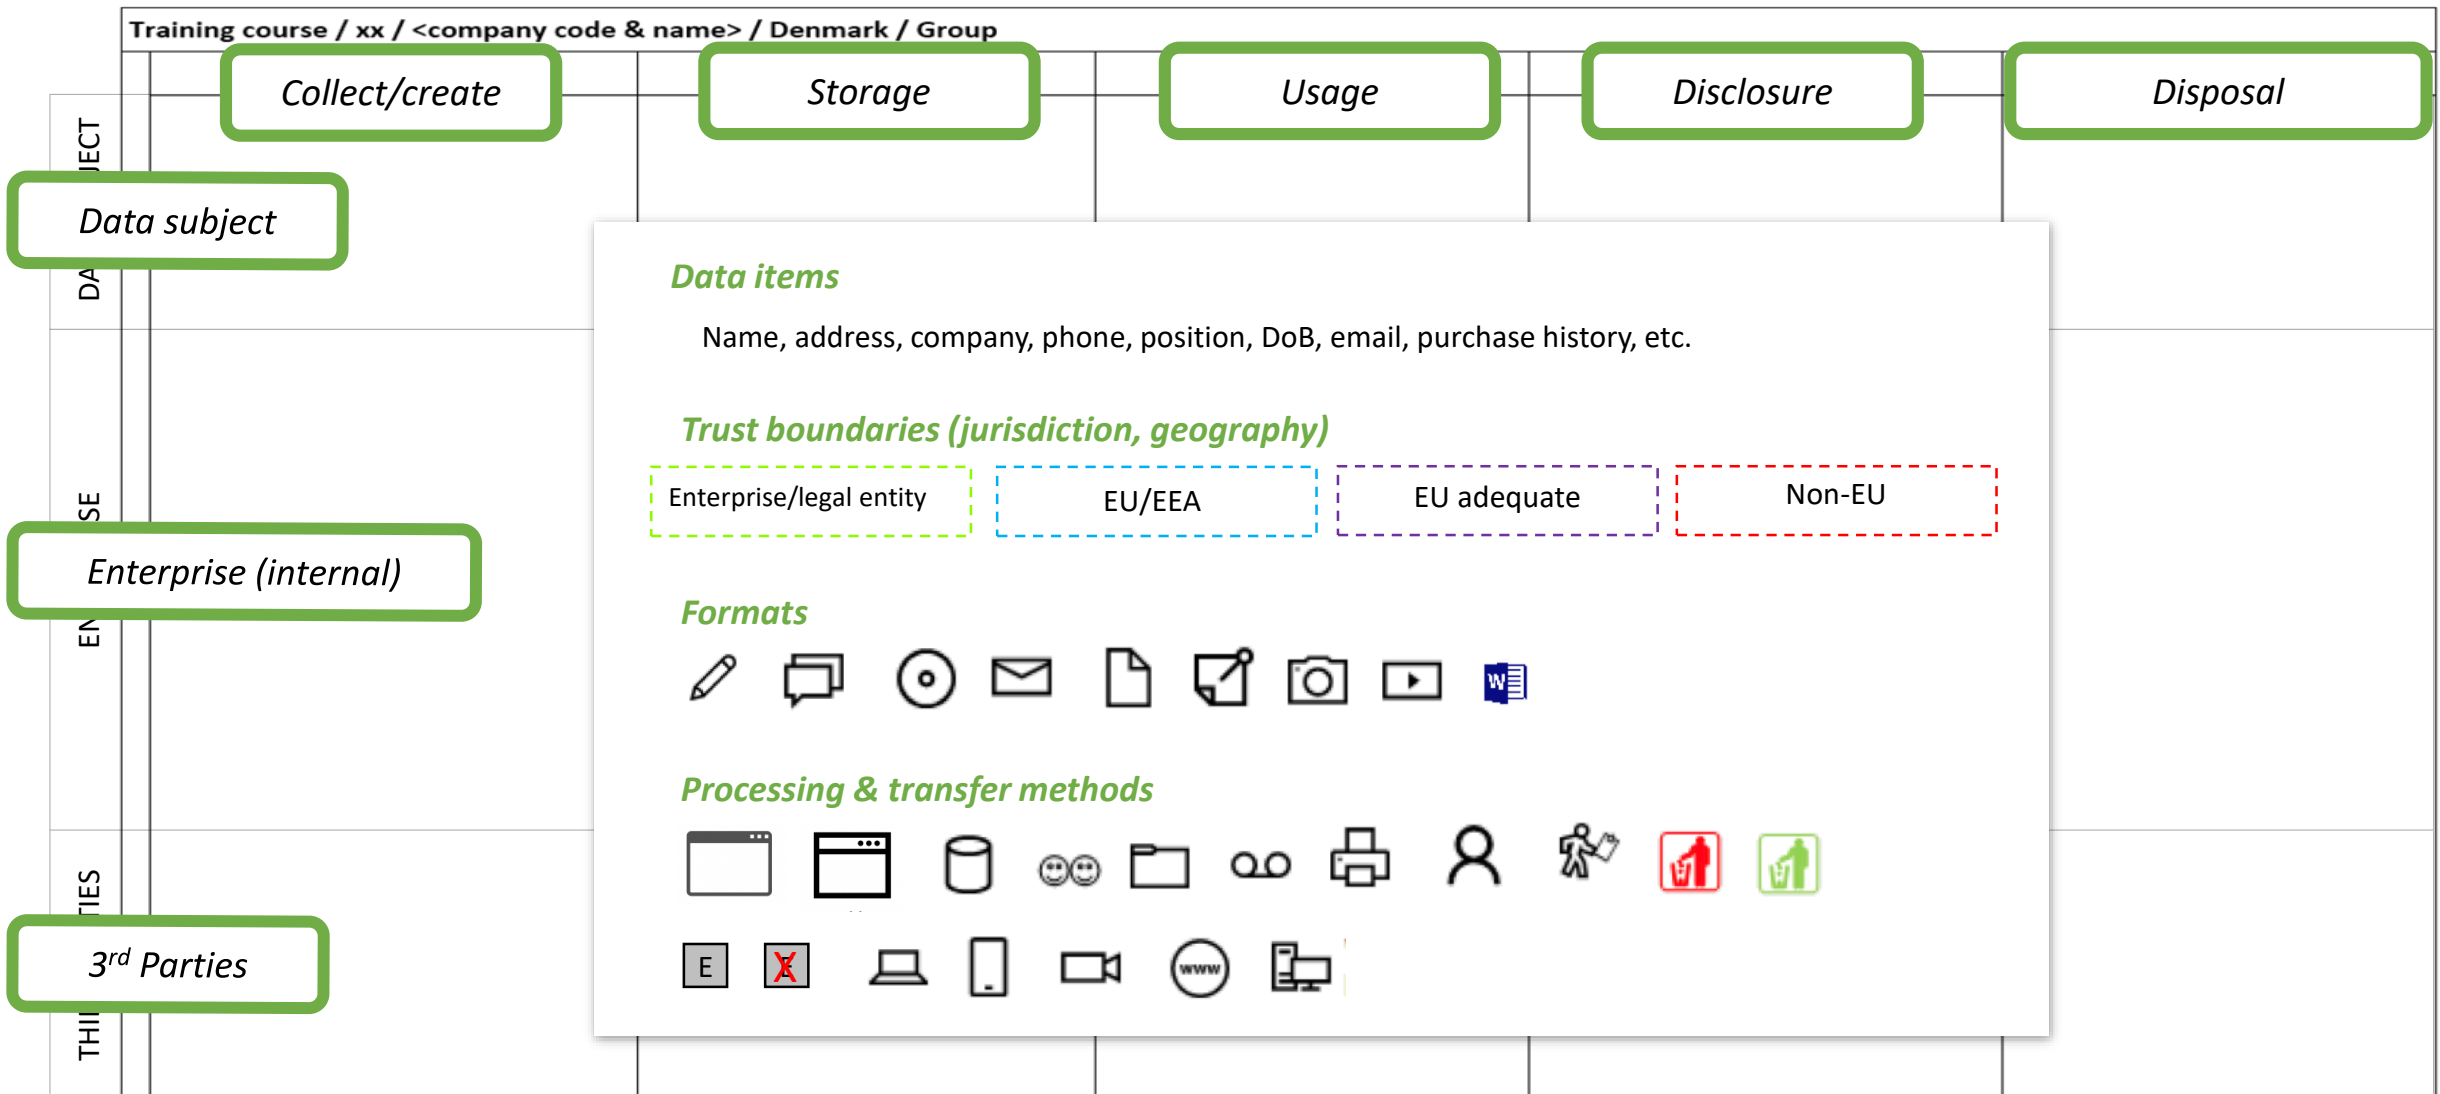 Training course / xx / <company code & name> / Denmark / Group
Collect/create
Storage
Usage
Disclosure
Disposal
Data subject
Enterprise (internal)
3rd Parties
Data items
Name, address, company, phone, position, DoB, email, purchase history, etc.
Trust boundaries (jurisdiction, geography)
Enterprise/legal entity
EU/EEA
EU adequate
Non-EU
Formats
W
Processing & transfer methods
E
X
www